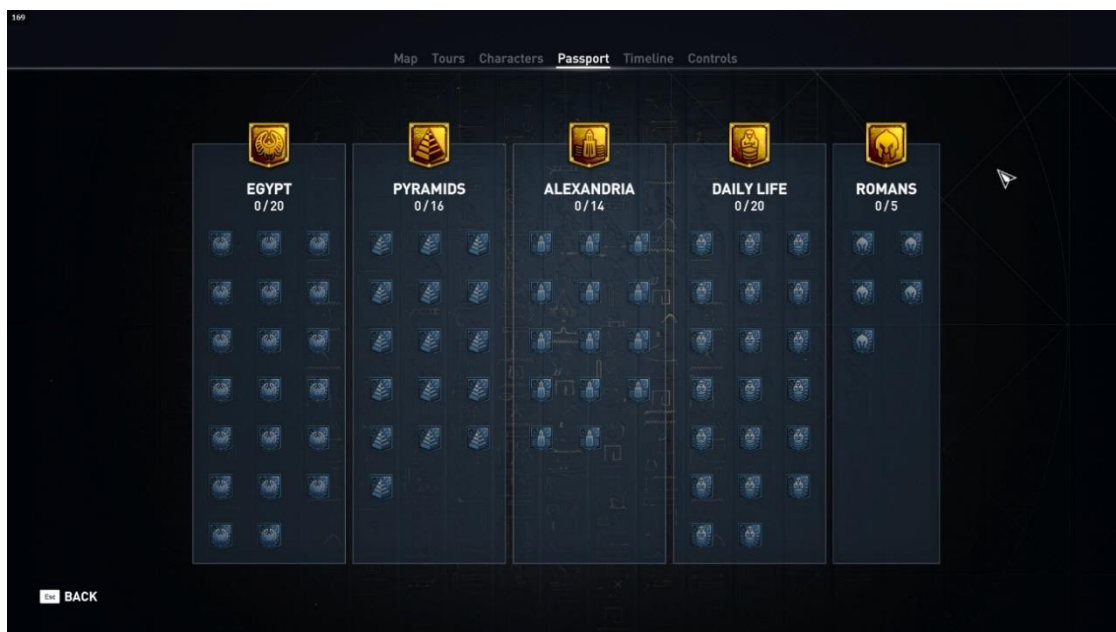 169
Map Tours Characters Passport Timeline Controls
EGYPT
0/20
PYRAMIDS
0/16
ALEXANDRIA
0/14
DAILY LIFE
0/20
ROMANS
0/5
Esc BACK